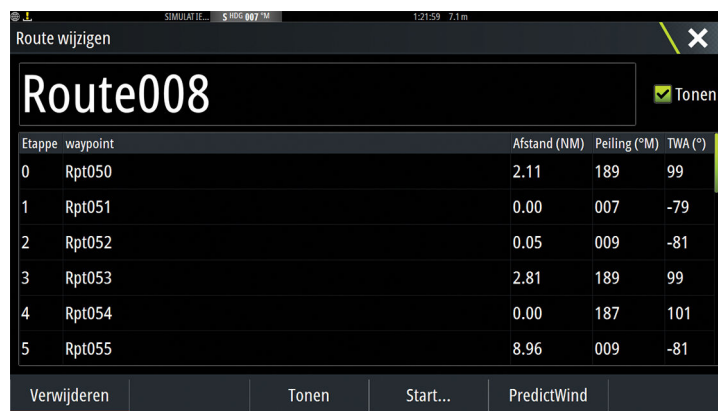 SIMULATIE... S HDG 007 °M 1:21:59 7.1 m
Route wijzigen
Route008
Tonen
Etappe waypoint Afstand (NM) Peiling (°M) TWA (°)
0 Rpt050 2.11 189 99
1 Rpt051 0.00 007 -79
2 Rpt052 0.05 009 -81
3 Rpt053 2.81 189 99
4 Rpt054 0.00 187 101
5 Rpt055 8.96 009 -81
Verwijderen Tonen Start... PredictWind